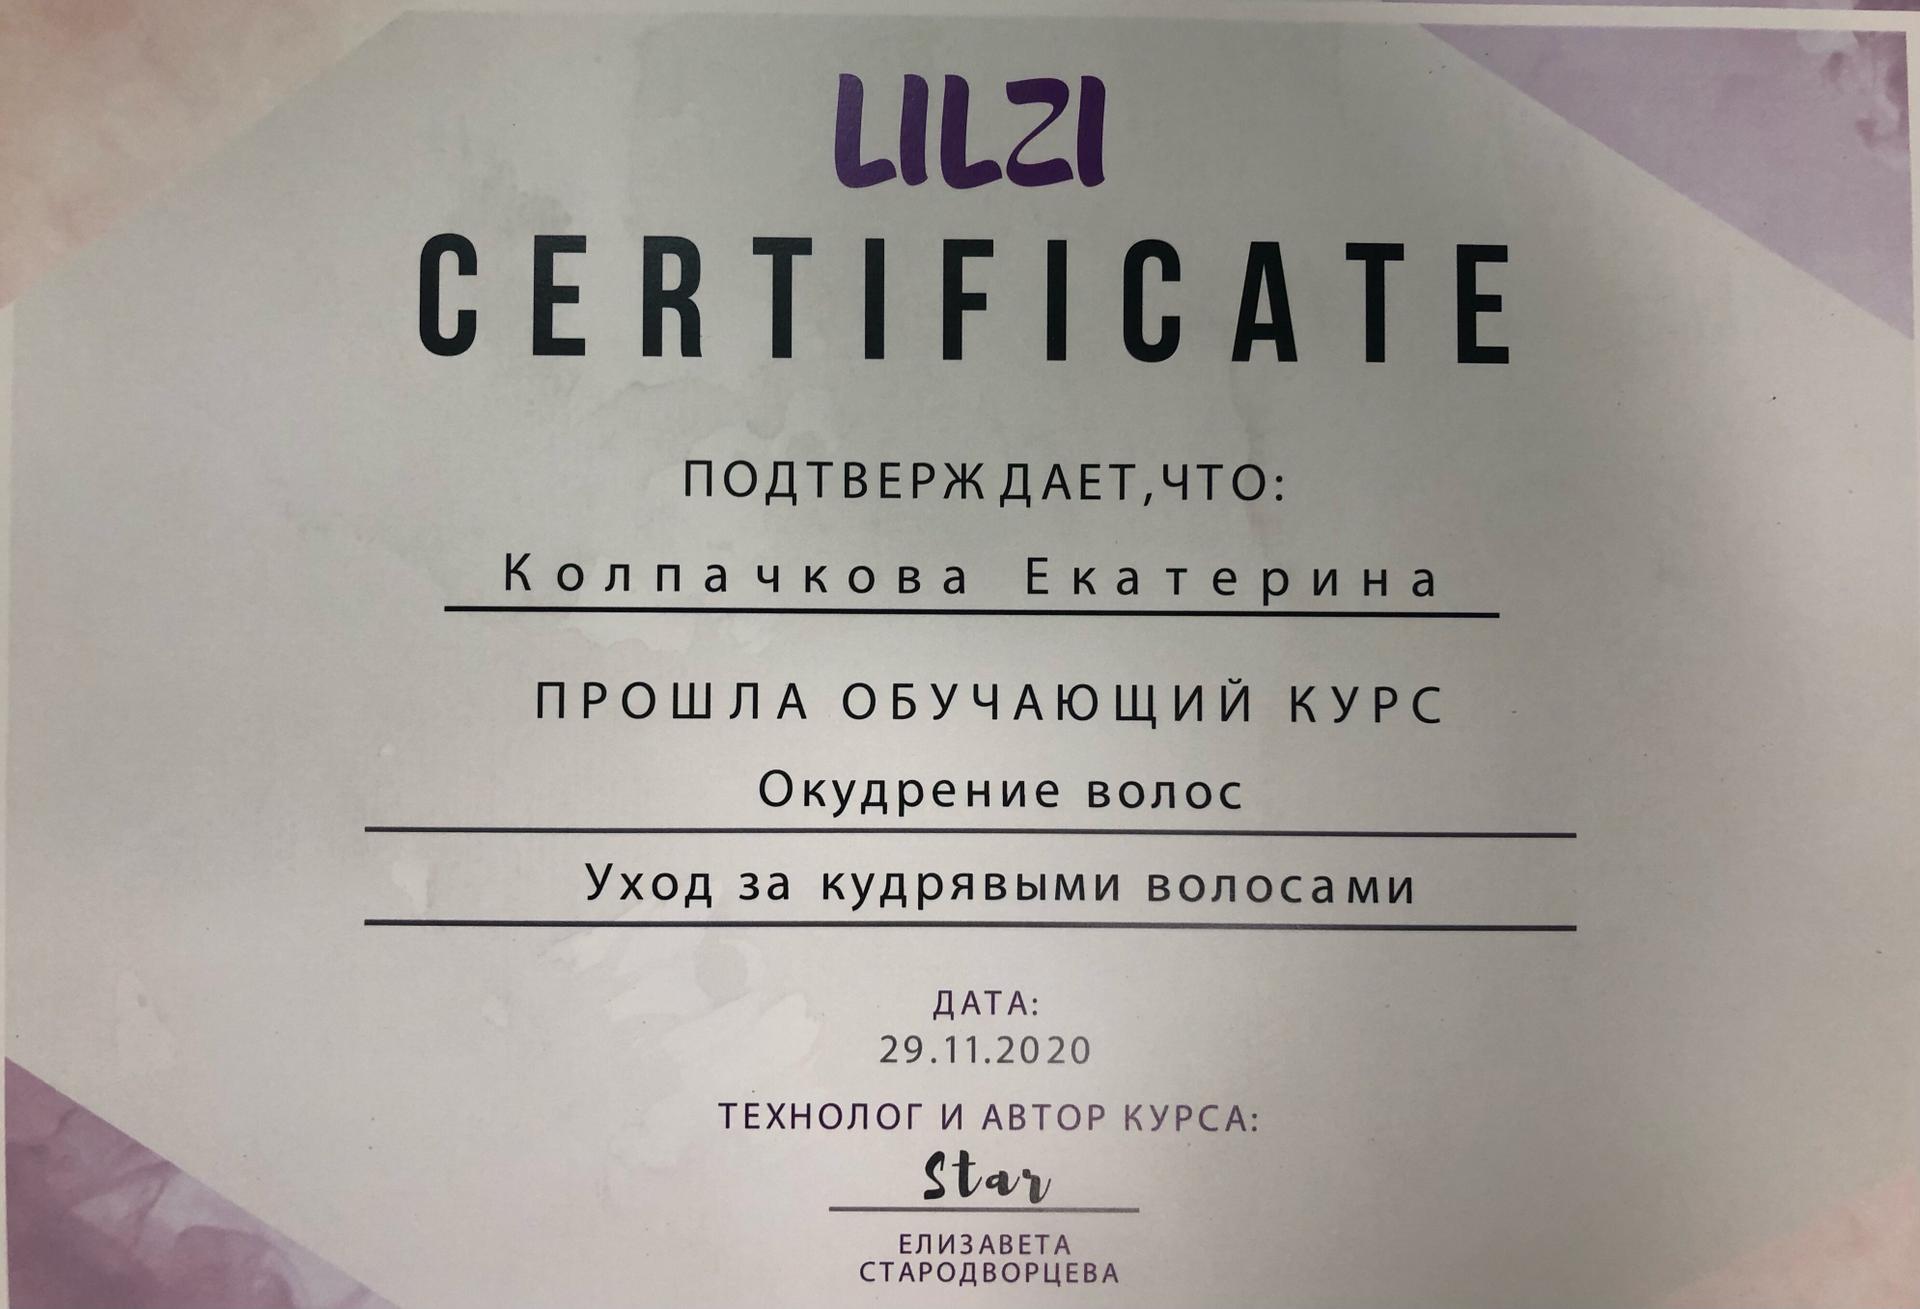 LILZI
CERTIFICATE
ПОДТВЕРЖДАЕТ,ЧТО:
Колпачкова Екатерина
ПРОШЛА ОБУЧАЮЩИЙ КУРС
Окудрение волос
Уход за кудрявыми волосами
ДАТА:
29.11.2020
ТЕХНОЛОГ И АВТОР КУРСА:
Star
ЕЛИЗАВЕТА
СТАРОДВОРЦЕВА